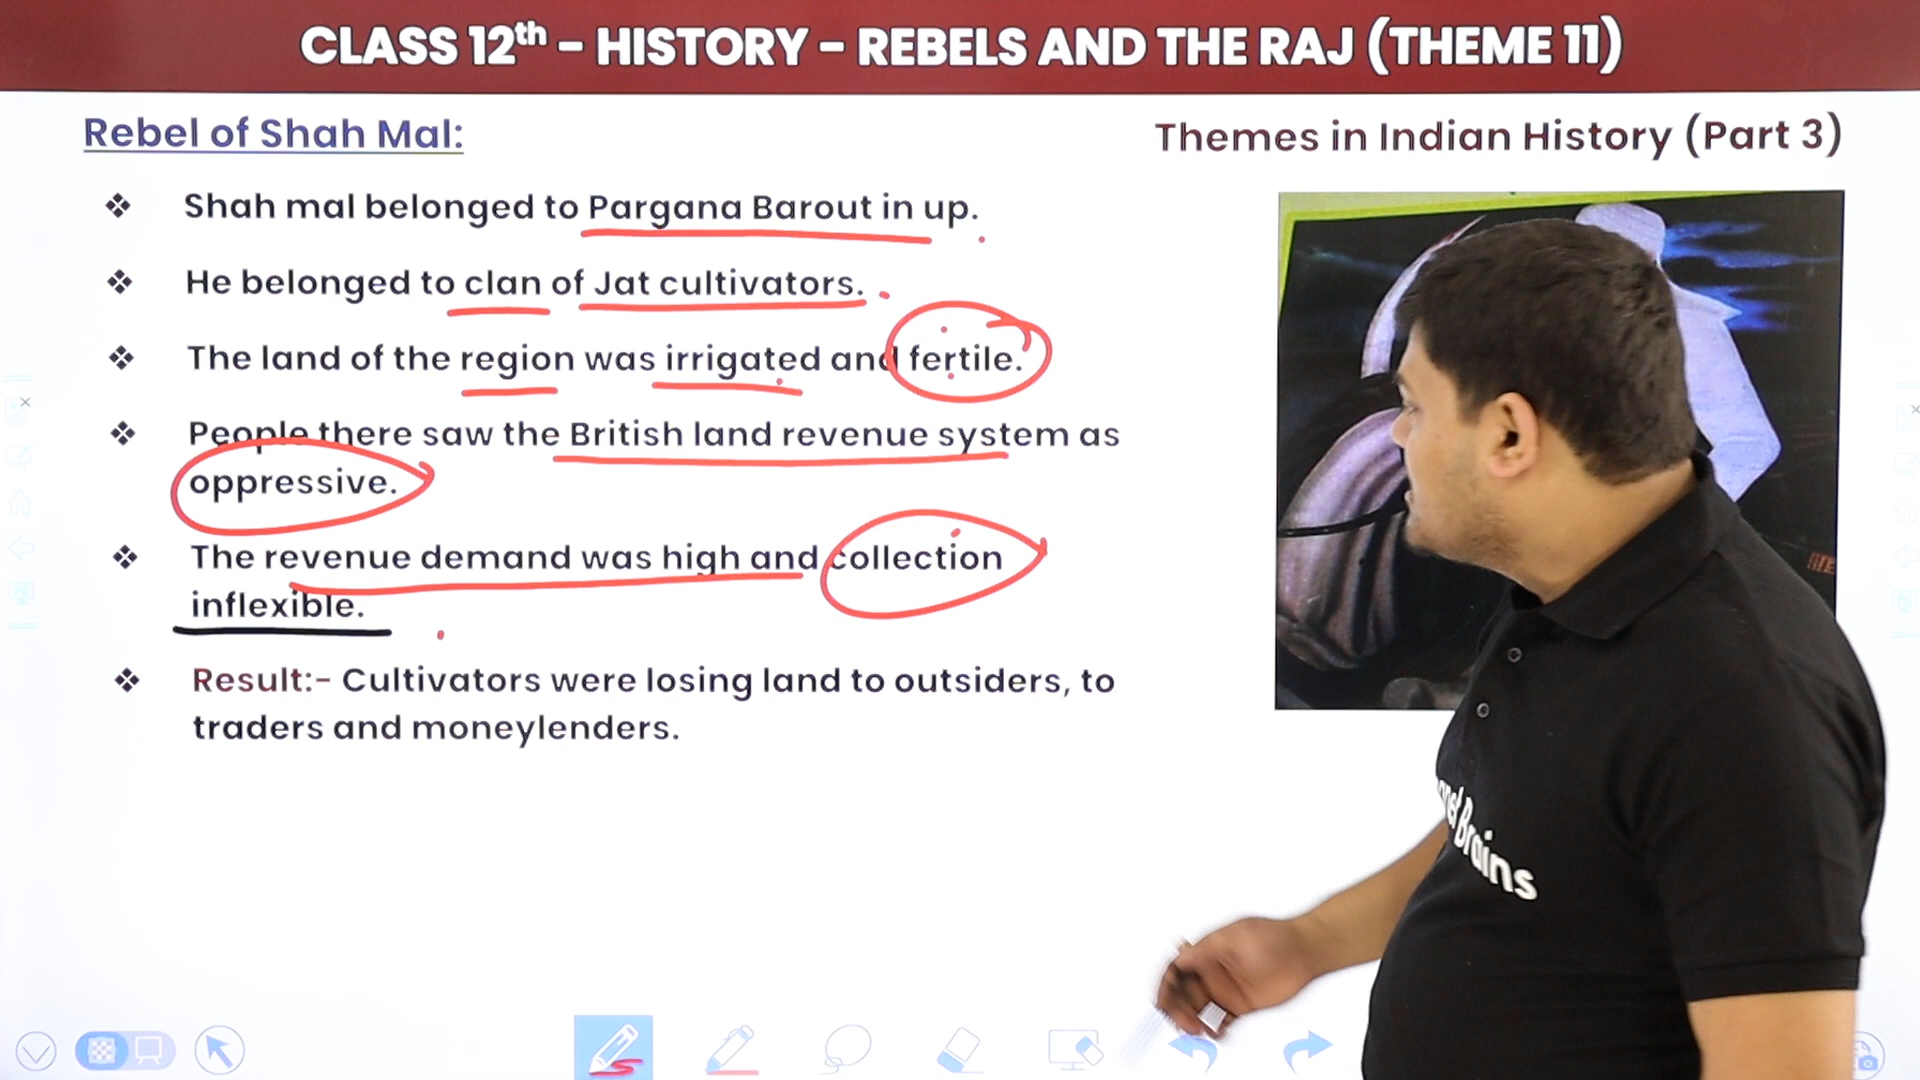 CLASS 12th – HISTORY – REBELS AND THE RAJ (THEME 11)
Rebel of Shah Mal:
Themes in Indian History (Part 3)
❖ Shah mal belonged to Pargana Barout in up.
❖ He belonged to clan of Jat cultivators.
❖ The land of the region was irrigated and fertile.
❖ People there saw the British land revenue system as
oppressive.
❖ The revenue demand was high and collection
inflexible.
❖ Result:- Cultivators were losing land to outsiders, to
traders and moneylenders.
Brains